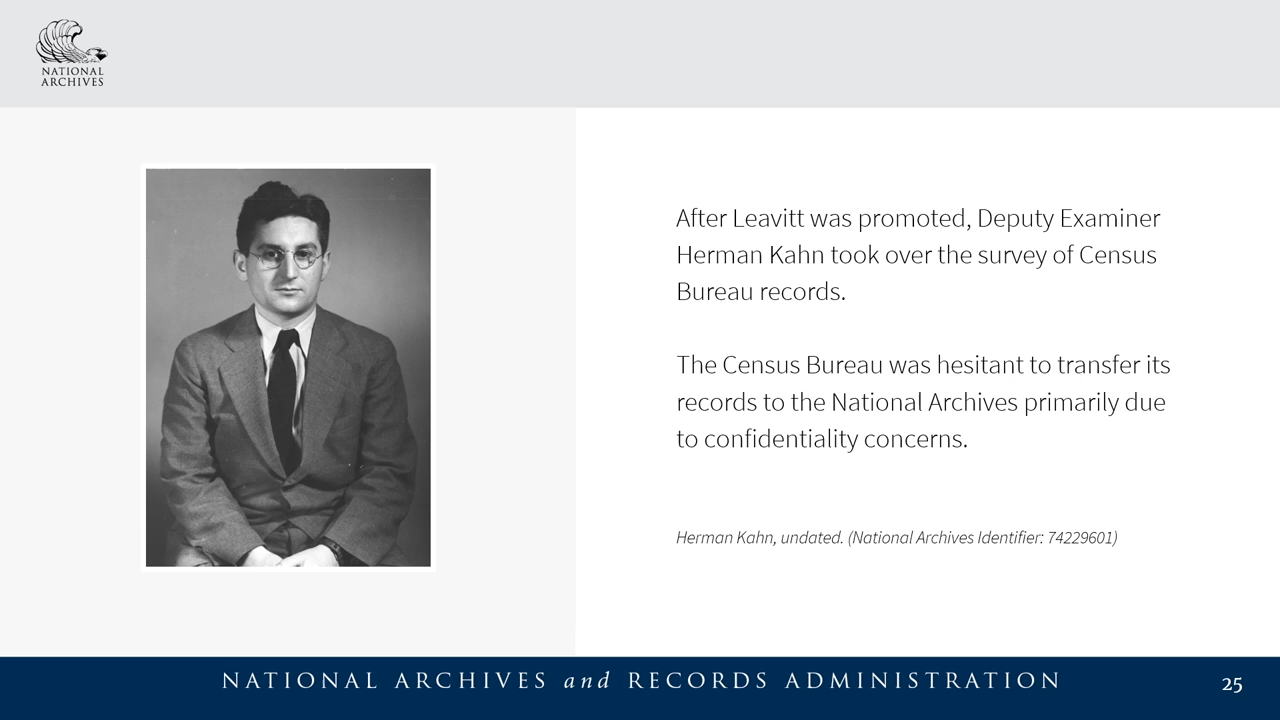 NATIONAL
ARCHIVES
After Leavitt was promoted, Deputy Examiner
Herman Kahn took over the survey of Census
Bureau records.
The Census Bureau was hesitant to transfer its
records to the National Archives primarily due
to confidentiality concerns.
Herman Kahn, undated. (National Archives Identifier: 74229601)
NATIONAL ARCHIVES and RECORDS ADMINISTRATION
25